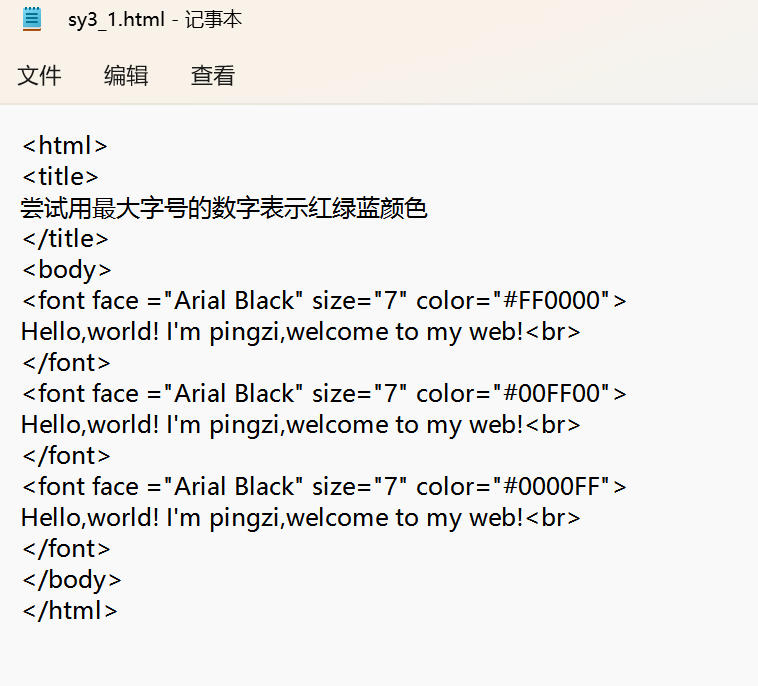 sy3_1.html - 记事本
文件 编辑 查看
<html>
<title>
尝试用最大字号的数字表示红绿蓝颜色
</title>
<body>
<font face ="Arial Black" size="7" color="#FF0000">
Hello,world! I'm pingzi,welcome to my web!<br>
</font>
<font face ="Arial Black" size="7" color="#00FF00">
Hello,world! I'm pingzi,welcome to my web!<br>
</font>
<font face ="Arial Black" size="7" color="#0000FF">
Hello,world! I'm pingzi,welcome to my web!<br>
</font>
</body>
</html>